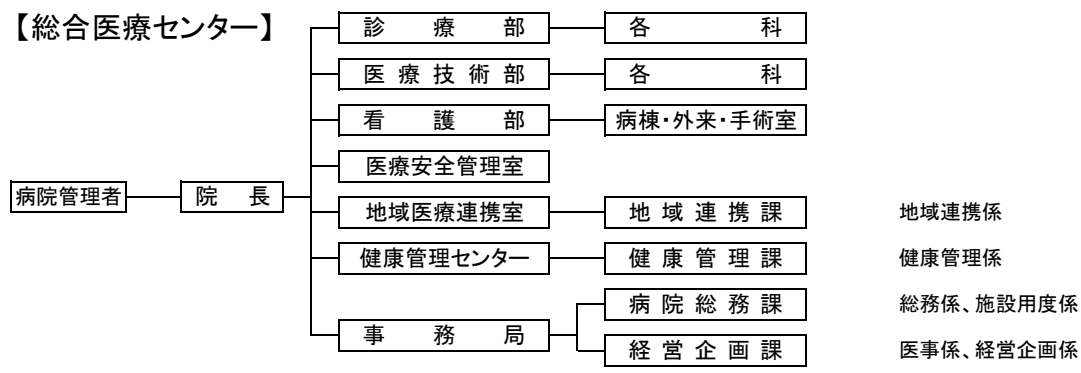 【総合医療センター】
診療部 各科
医療技術部 各科
看護部 病棟・外来・手術室
医療安全管理室
病院管理者 院長
地域医療連携室 地域連携課 地域連携係
健康管理センター 健康管理課 健康管理係
病院総務課 総務係、施設用度係
事務局
経営企画課 医事係、経営企画係